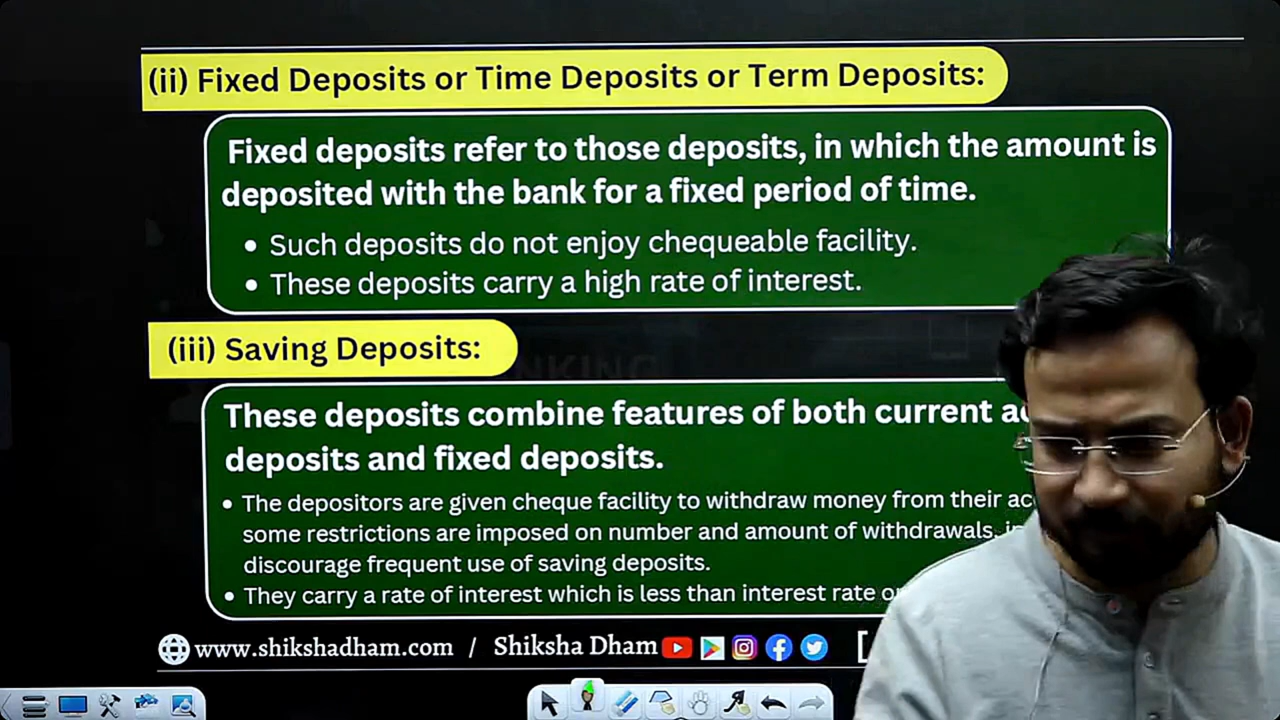 (ii) Fixed Deposits or Time Deposits or Term Deposits:
Fixed deposits refer to those deposits, in which the amount is
deposited with the bank for a fixed period of time.
• Such deposits do not enjoy chequeable facility.
• These deposits carry a high rate of interest.
(iii) Saving Deposits:
These deposits combine features of both current
deposits and fixed deposits.
• The depositors are given cheque facility to withdraw money from their
some restrictions are imposed on number and amount of withdrawals,
discourage frequent use of saving deposits.
• They carry a rate of interest which is less than interest rate
www.shikshadham.com / Shiksha Dham